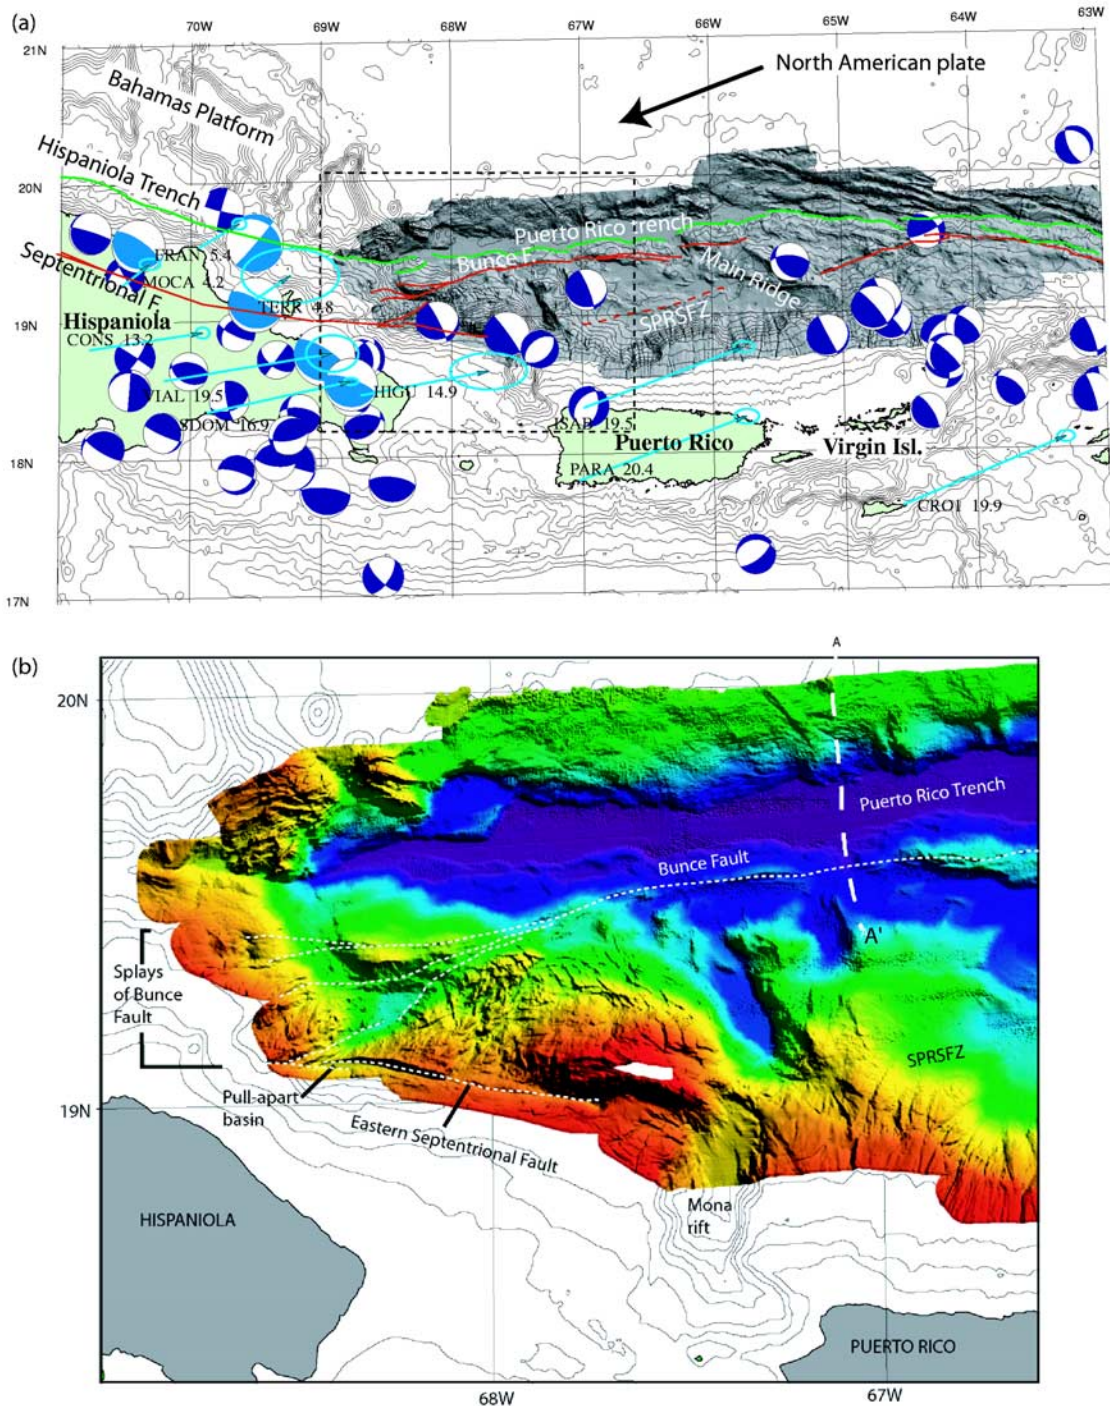 (a)
70W 69W 68W 67W 66W 65W 64W 63W
21N
North American plate
Bahamas Platform
20N
Hispaniola Trench
Puerto Rico Trench
FRAN 5.4
Bunce F.
Main Ridge
MOCA 4.2
Septentrional F.
TERR 4.8
SPRSFZ
19N
Hispaniola
CONS 13.2
VIAL 19.5
HIGU 14.9
SDOM 16.9
ISAB 19.5
Puerto Rico
Virgin Isl.
18N
PARA 20.4
CROI 19.9
17N
(b)
A
20N
Puerto Rico Trench
Bunce Fault
A'
Splays
of Bunce
Fault
SPRSFZ
Pull-apart
basin
19N
Eastern Septentrional Fault
Mona
rift
HISPANIOLA
PUERTO RICO
68W 67W